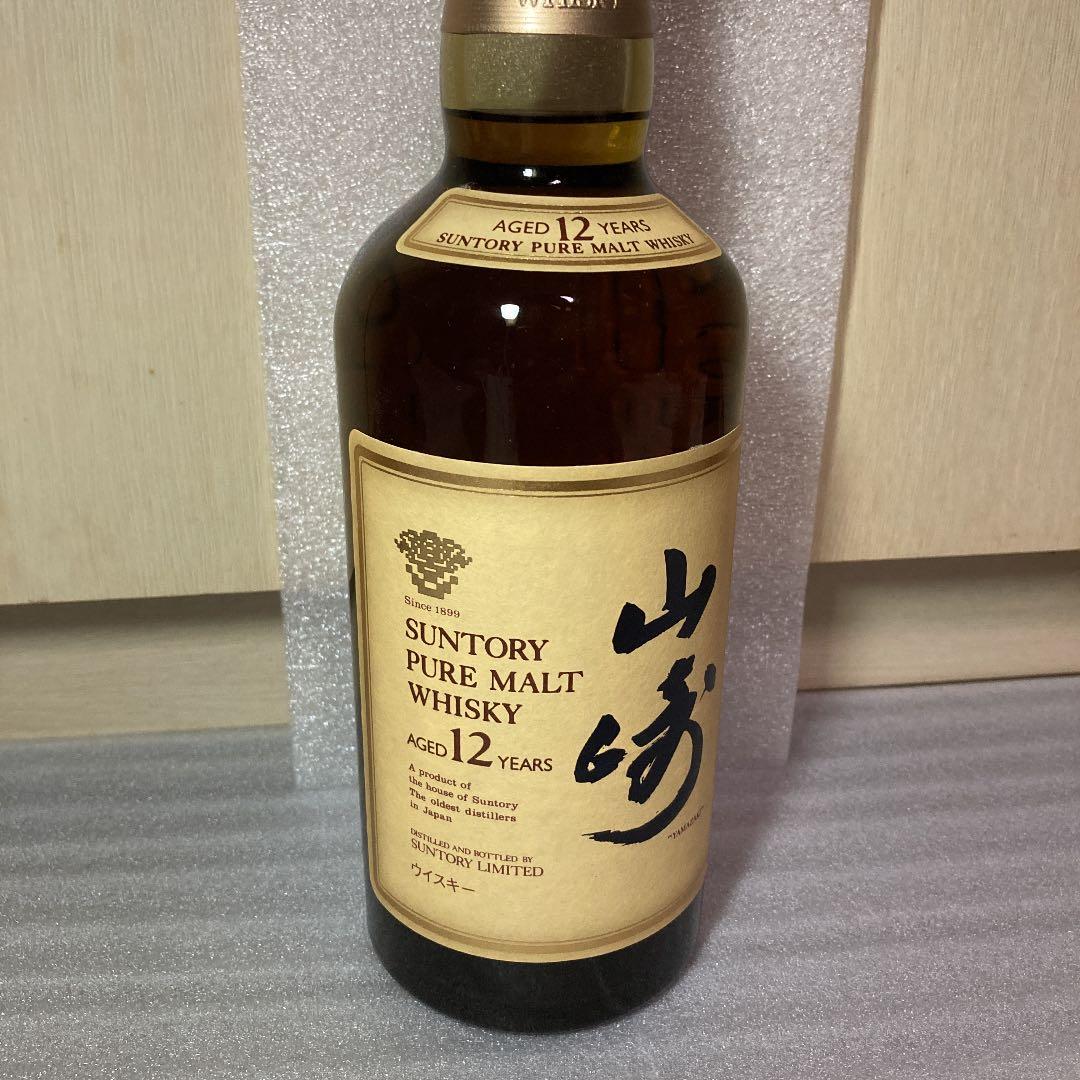 WHISKY
AGED 12 YEARS
SUNTORY PURE MALT WHISKY
Since 1899
SUNTORY
PURE MALT
WHISKY
AGED 12 YEARS
A product of
the house of Suntory
The oldest distillers
in Japan
DISTILLED AND BOTTLED BY
SUNTORY LIMITED
ウイスキー
山崎
"YAMAZAKI"